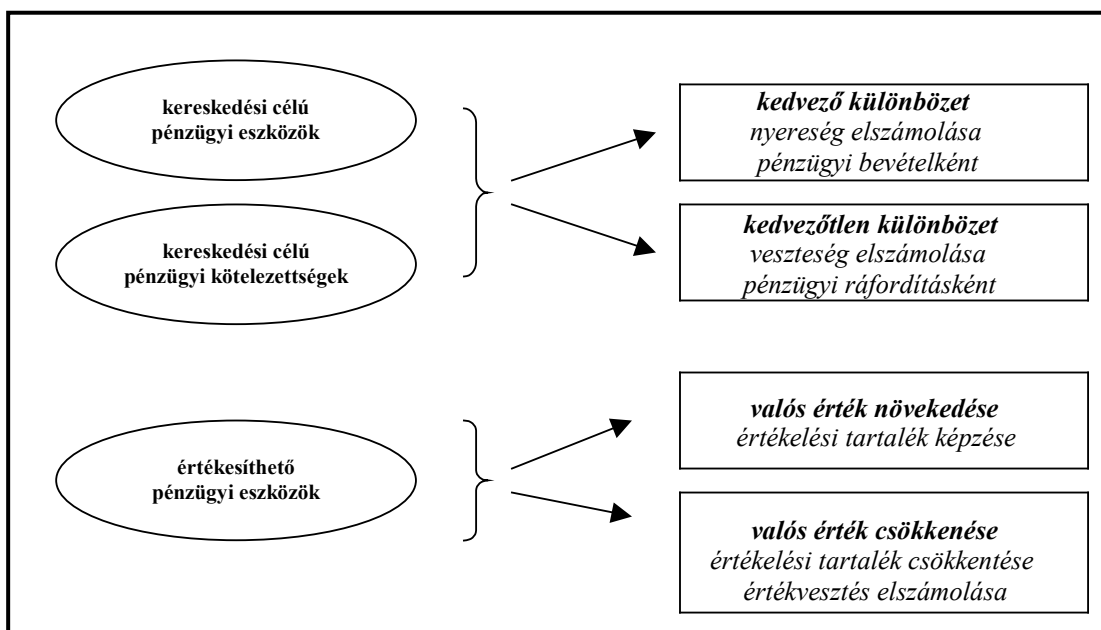 kereskedési célú
pénzügyi eszközök
kedvező különbözet
nyereség elszámolása
pénzügyi bevételként
kereskedési célú
pénzügyi kötelezettségek
kedvezőtlen különbözet
veszteség elszámolása
pénzügyi ráfordításként
értékesíthető
pénzügyi eszközök
valós érték növekedése
értékelési tartalék képzése
valós érték csökkenése
értékelési tartalék csökkentése
értékvesztés elszámolása